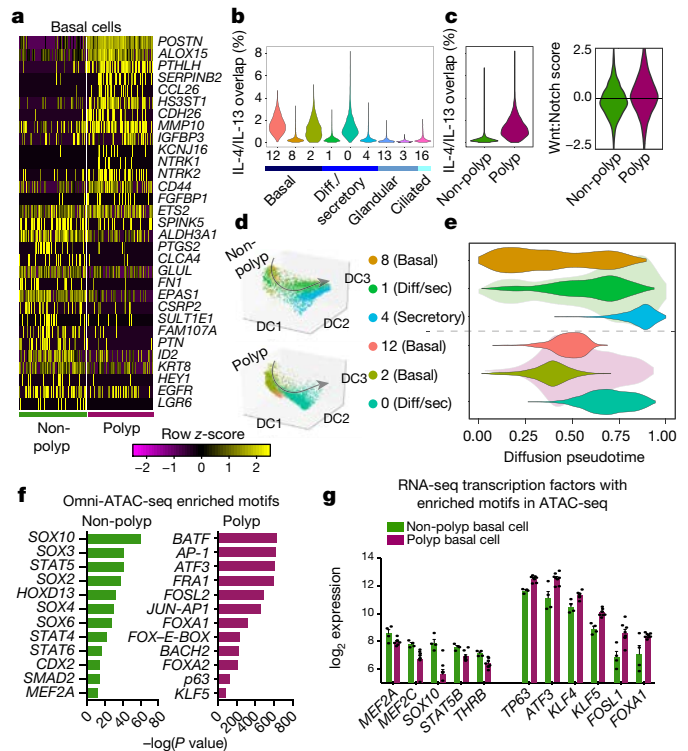 a
Basal cells
POSTN
ALOX15
PTHLH
SERPINB2
CCL26
HS3ST1
CDH26
MMP10
IGFBP3
KCNJ16
NTRK1
NTRK2
CD44
FGFBP1
ETS2
SPINK5
ALDH3A1
PTGS2
CLCA4
GLUL
FN1
EPAS1
CSRP2
SULT1E1
FAM107A
PTN
ID2
KRT8
HEY1
EGFR
LGR6
Non-polyp
Polyp
Row z-score
−2 −1 0 1 2
b
IL-4/IL-13 overlap (%)
8
6
4
2
0
12 8 2 1 0 4 13 3 16
Basal
Diff./secretory
Glandular
Ciliated
c
IL-4/IL-13 overlap (%)
Non-polyp
Polyp
Wnt:Notch score
2.5
0.0
−2.5
Non-polyp
Polyp
d
Non-polyp
DC3
DC1
DC2
Polyp
DC3
DC1
DC2
8 (Basal)
1 (Diff/sec)
4 (Secretory)
12 (Basal)
2 (Basal)
0 (Diff/sec)
e
0.00 0.25 0.50 0.75 1.00
Diffusion pseudotime
f
Omni-ATAC-seq enriched motifs
Non-polyp
SOX10
SOX3
STAT5
SOX2
HOXD13
SOX4
SOX6
STAT4
STAT6
CDX2
SMAD2
MEF2A
0 20 40 60 80
Polyp
BATF
AP-1
ATF3
FRA1
FOSL2
JUN-AP1
FOXA1
FOX–E-BOX
BACH2
FOXA2
p63
KLF5
0 200 400 600 800
−log(P value)
g
RNA-seq transcription factors with
enriched motifs in ATAC-seq
Non-polyp basal cell
Polyp basal cell
log2 expression
14
12
10
8
6
MEF2A
MEF2C
SOX10
STAT5B
THRB
TP63
ATF3
KLF4
KLF5
FOSL1
FOXA1